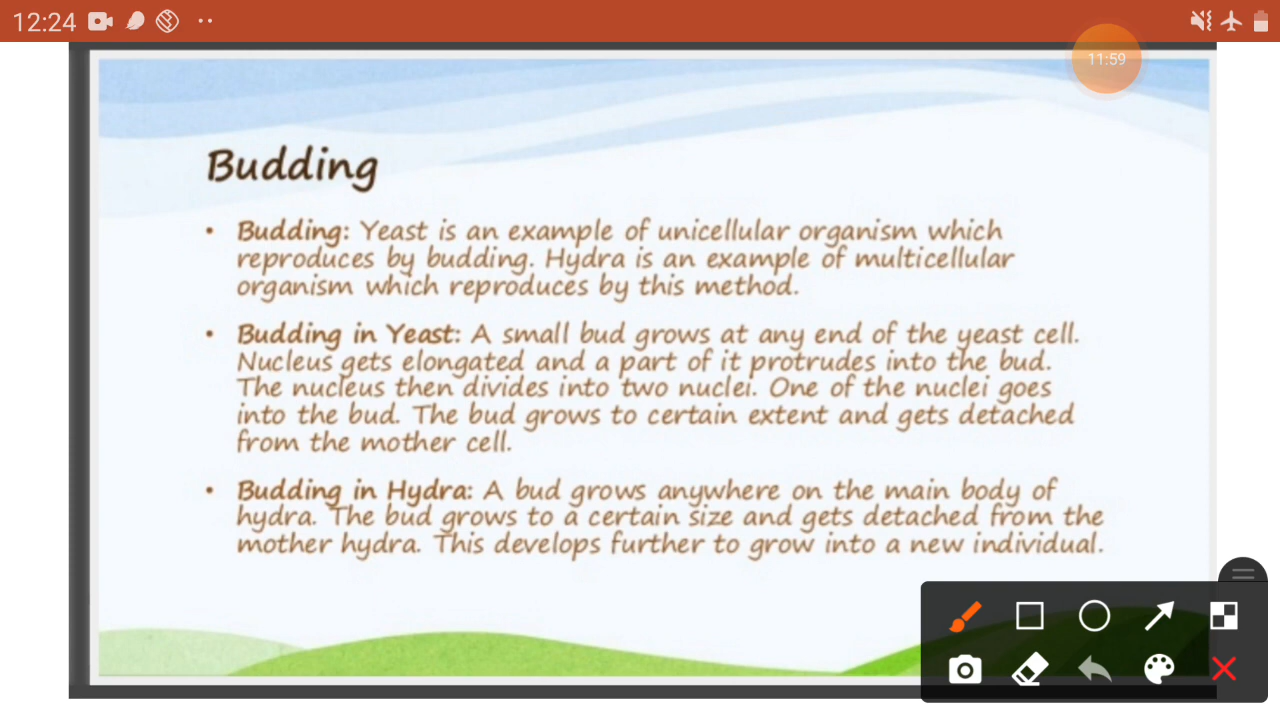 12:24
11:59
Budding
• Budding: Yeast is an example of unicellular organism which
reproduces by budding. Hydra is an example of multicellular
organism which reproduces by this method.
• Budding in Yeast: A small bud grows at any end of the yeast cell.
Nucleus gets elongated and a part of it protrudes into the bud.
The nucleus then divides into two nuclei. One of the nuclei goes
into the bud. The bud grows to certain extent and gets detached
from the mother cell.
• Budding in Hydra: A bud grows anywhere on the main body of
hydra. The bud grows to a certain size and gets detached from the
mother hydra. This develops further to grow into a new individual.